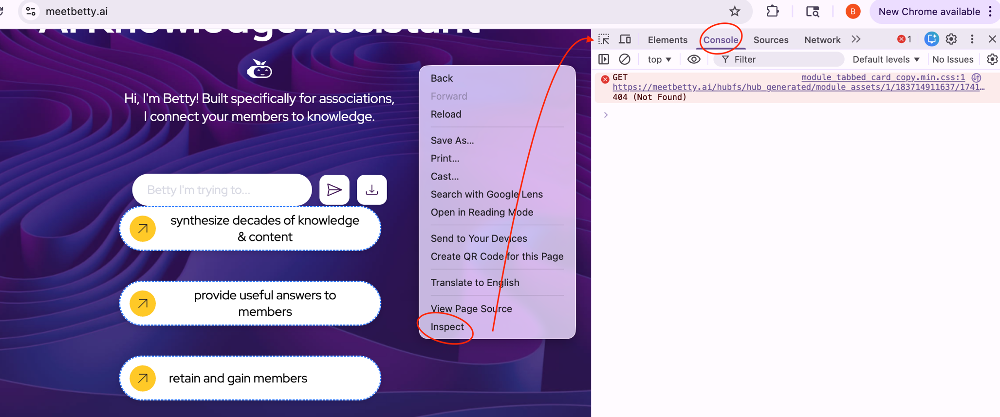 meetbetty.ai
B
New Chrome available
AI Knowledge Assistant
Hi, I'm Betty! Built specifically for associations,
I connect your members to knowledge.
Betty I'm trying to...
synthesize decades of knowledge
& content
provide useful answers to
members
retain and gain members
Back
Forward
Reload
Save As...
Print...
Cast...
Search with Google Lens
Open in Reading Mode
Send to Your Devices
Create QR Code for this Page
Translate to English
View Page Source
Inspect
Elements Console Sources Network 1
top Filter Default levels No Issues
GET module_tabbed_card_copy.min.css:1
https://meetbetty.ai/hubfs/hub_generated/module_assets/1/183714911637/1741…
404 (Not Found)